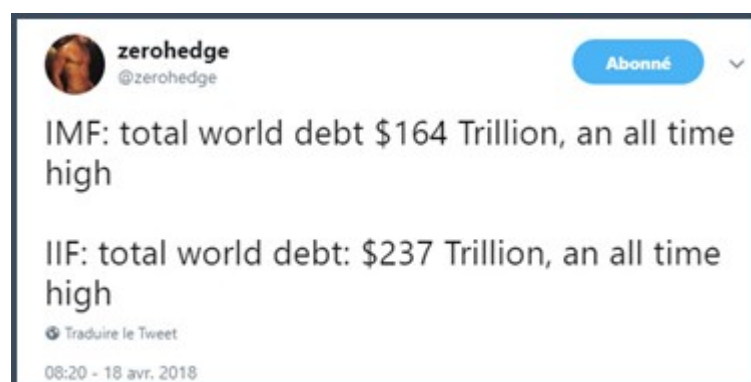 zerohedge
@zerohedge
Abonné
IMF: total world debt $164 Trillion, an all time
high
IIF: total world debt: $237 Trillion, an all time
high
Traduire le Tweet
08:20 - 18 avr. 2018